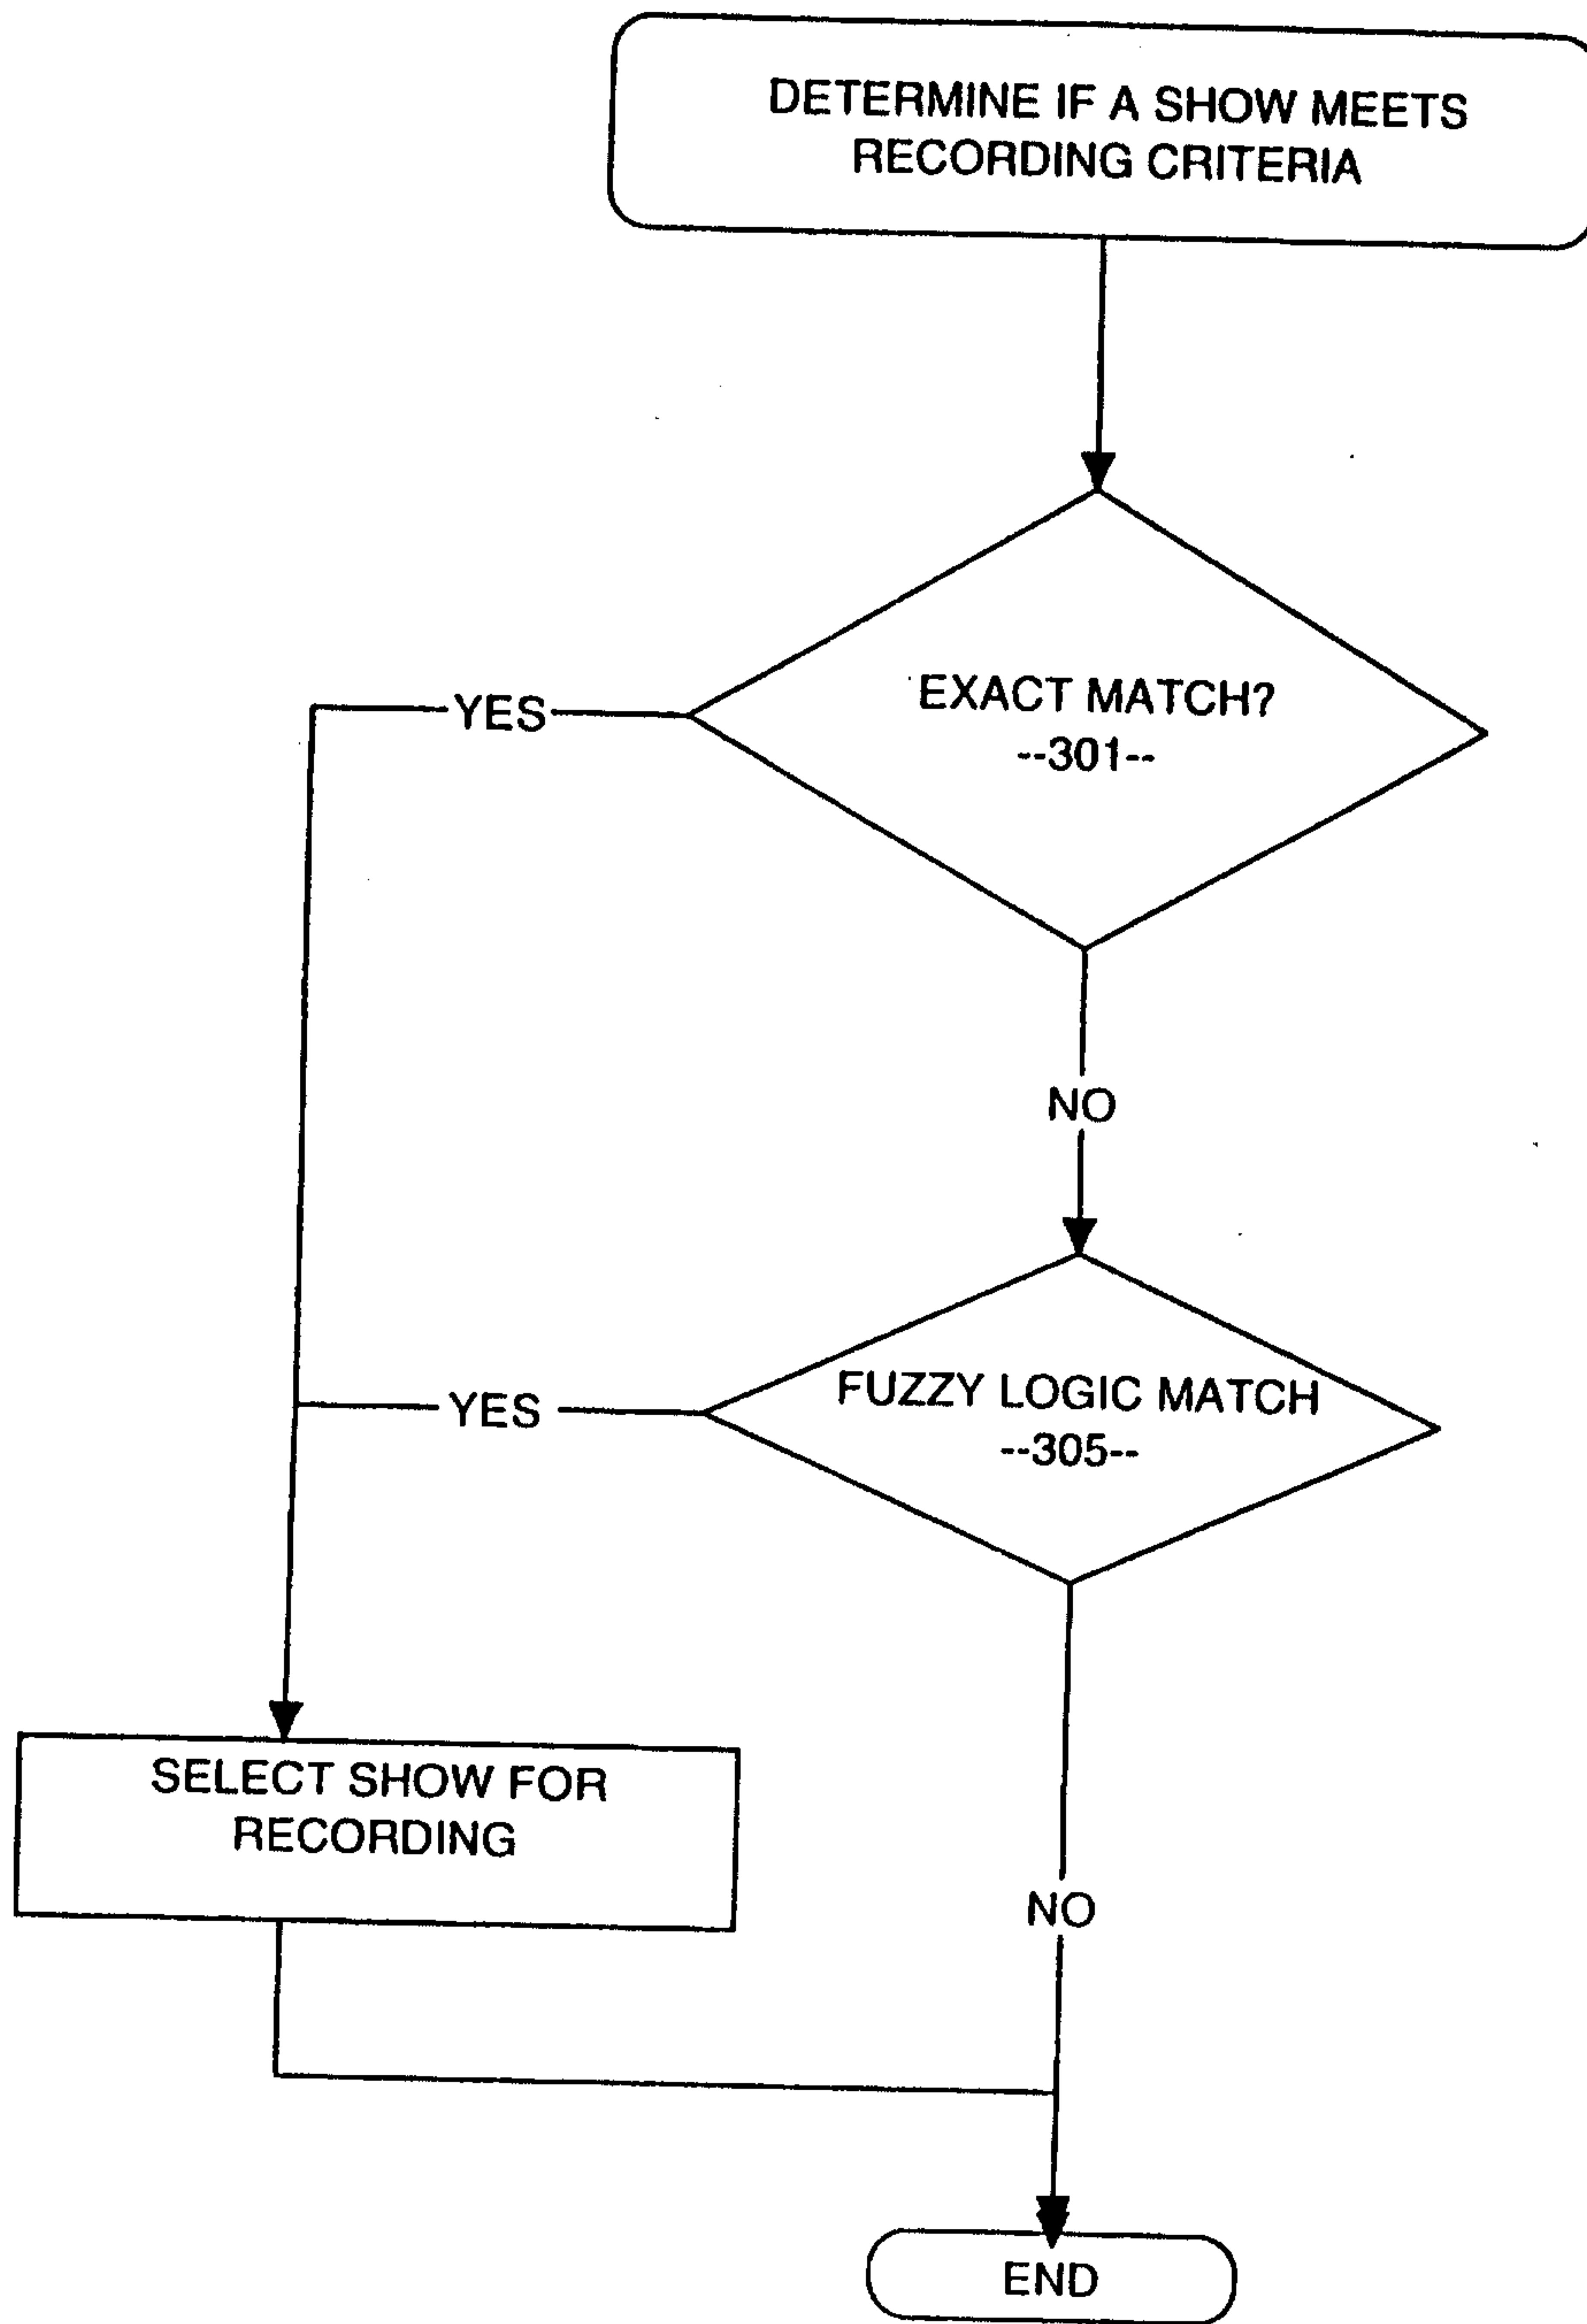 DETERMINE IF A SHOW MEETS
RECORDING CRITERIA
EXACT MATCH?
--301--
YES
NO
FUZZY LOGIC MATCH
--305--
YES
SELECT SHOW FOR
RECORDING
NO
END